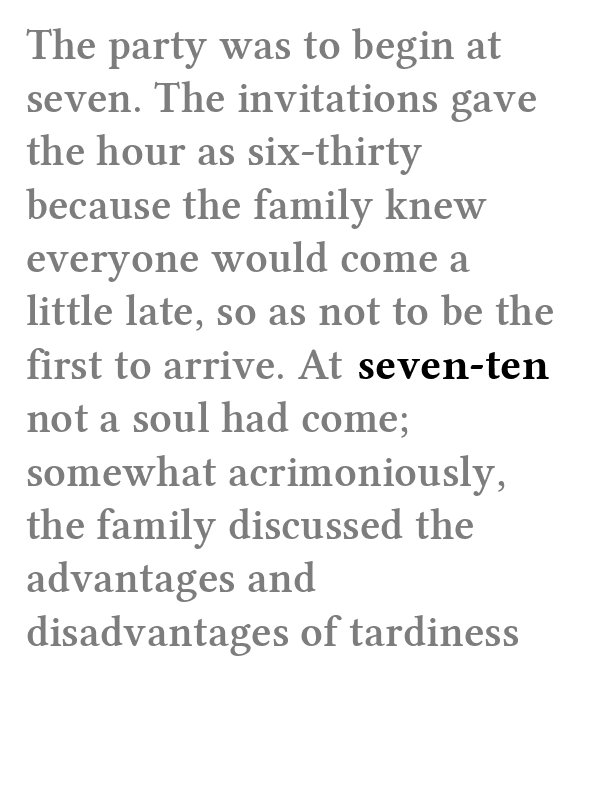 The party was to begin at
seven. The invitations gave
the hour as six-thirty
because the family knew
everyone would come a
little late, so as not to be the
first to arrive. At seven-ten
not a soul had come;
somewhat acrimoniously,
the family discussed the
advantages and
disadvantages of tardiness